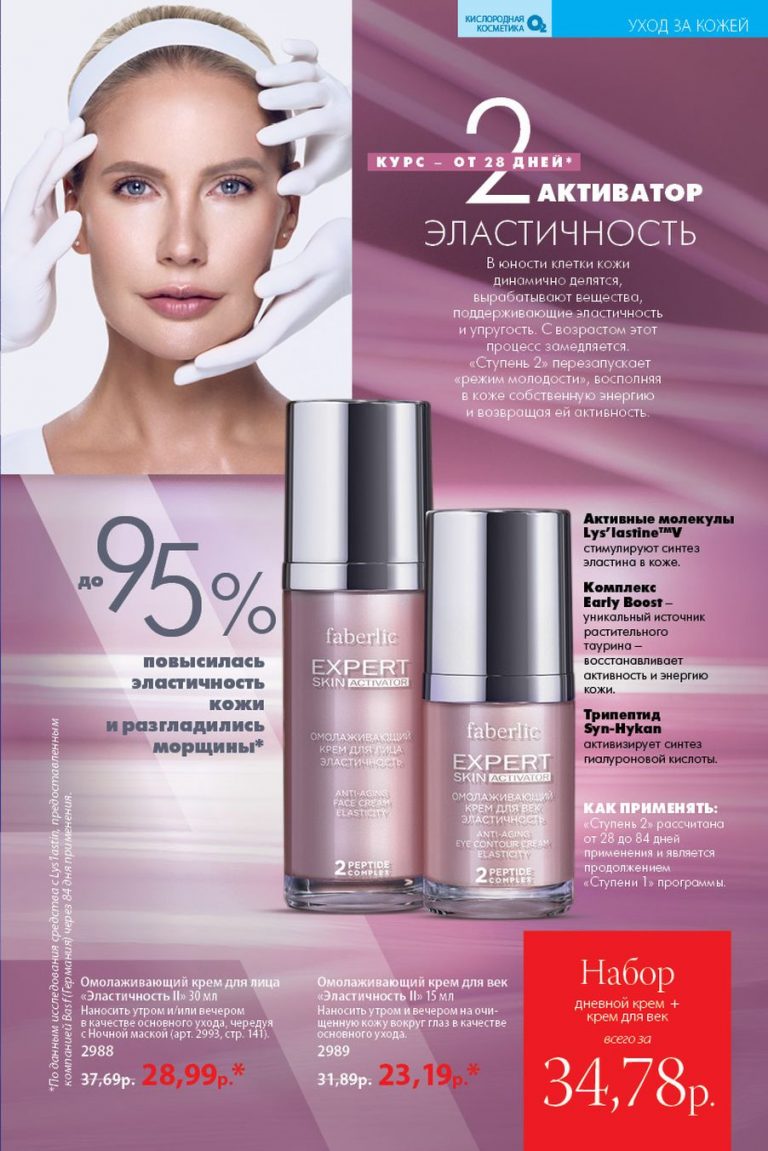 КИСЛОРОДНАЯ
КОСМЕТИКА O2
УХОД ЗА КОЖЕЙ
2
КУРС – ОТ 28 ДНЕЙ*
АКТИВАТОР
ЭЛАСТИЧНОСТЬ
В юности клетки кожи
динамично делятся,
вырабатывают вещества,
поддерживающие эластичность
и упругость. С возрастом этот
процесс замедляется.
«Ступень 2» перезапускает
«режим молодости», восполняя
в коже собственную энергию
и возвращая ей активность.
до 95%
повысилась
эластичность
кожи
и разгладились
морщины*
faberlic
EXPERT
SKIN ACTIVATOR
ОМОЛАЖИВАЮЩИЙ
КРЕМ ДЛЯ ЛИЦА
ЭЛАСТИЧНОСТЬ
ANTI-AGING
FACE CREAM
ELASTICITY
2 PEPTIDE
COMPLEX
faberlic
EXPERT
SKIN ACTIVATOR
ОМОЛАЖИВАЮЩИЙ
КРЕМ ДЛЯ ВЕК
ЭЛАСТИЧНОСТЬ
ANTI-AGING
EYE CONTOUR CREAM
ELASTICITY
2 PEPTIDE
COMPLEX
Активные молекулы
Lys'lastine™V
стимулируют синтез
эластина в коже.
Комплекс
Early Boost –
уникальный источник
растительного
таурина –
восстанавливает
активность и энергию
кожи.
Трипептид
Syn-Hykan
активизирует синтез
гиалуроновой кислоты.
КАК ПРИМЕНЯТЬ:
«Ступень 2» рассчитана
от 28 до 84 дней
применения и является
продолжением
«Ступени 1» программы.
*По данным исследования средства с Lys'lastin, предоставленным
компанией Basf (Германия) через 84 дня применения.
Омолаживающий крем для лица
«Эластичность II» 30 мл
Наносить утром и/или вечером
в качестве основного ухода, чередуя
с Ночной маской (арт. 2993, стр. 141).
2988
37,69р. 28,99р.*
Омолаживающий крем для век
«Эластичность II» 15 мл
Наносить утром и вечером на очи-
щенную кожу вокруг глаз в качестве
основного ухода.
2989
31,89р. 23,19р.*
Набор
дневной крем +
крем для век
всего за
34,78р.